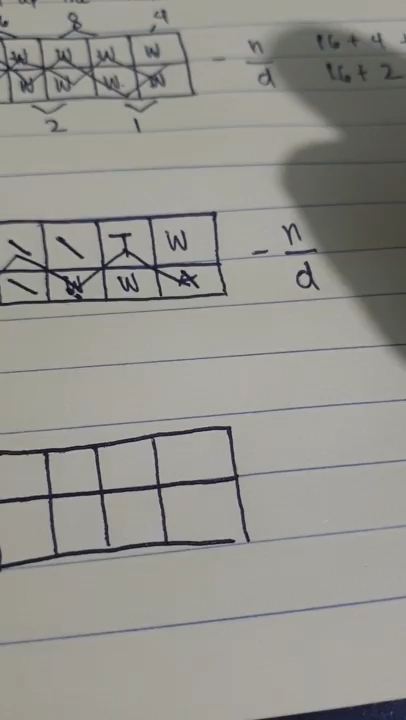 8 4
W W W W - n/d 16 + 4 +
W W W W 16 + 2
2 1
\ \ I W - n/d
\ W W